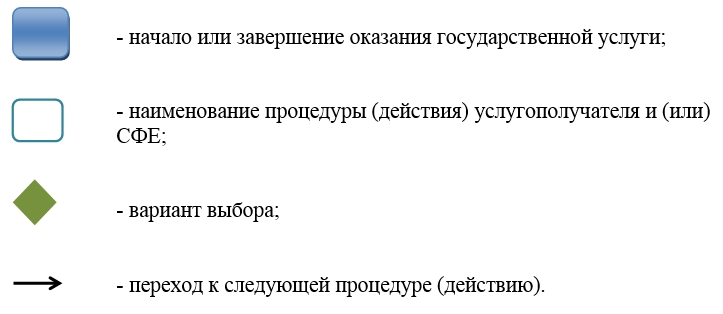 - начало или завершение оказания государственной услуги;
- наименование процедуры (действия) услугополучателя и (или)
СФЕ;
- вариант выбора;
- переход к следующей процедуре (действию).